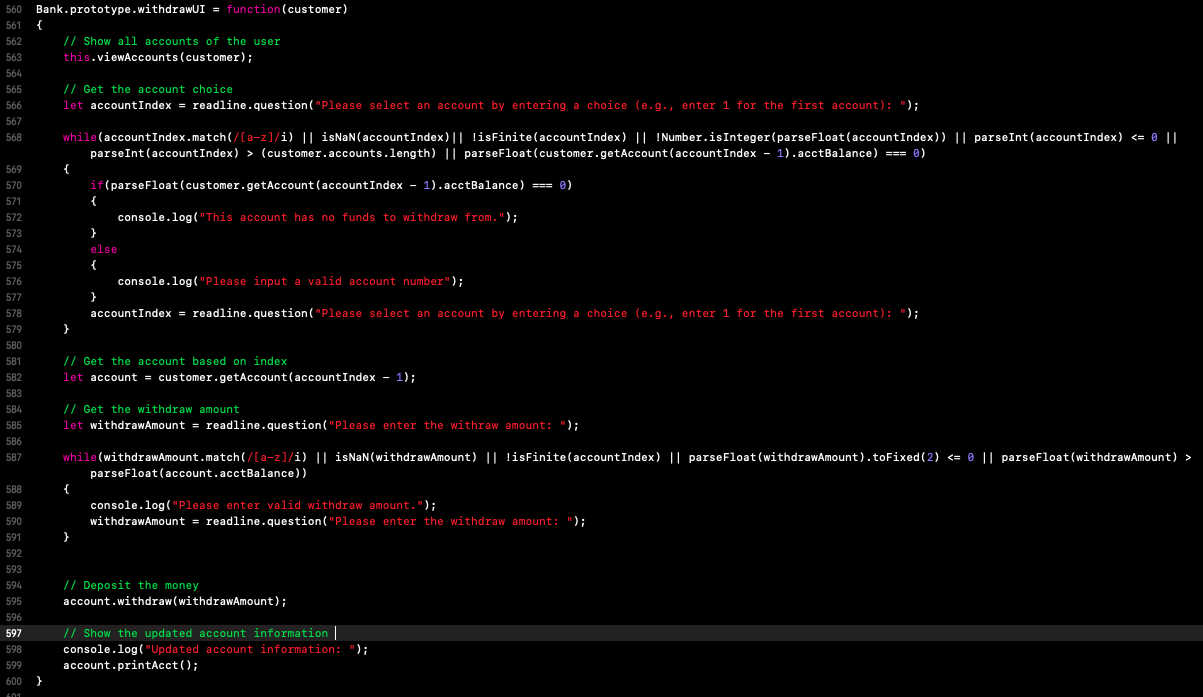 560 Bank.prototype.withdrawUI = function(customer)
561 {
562     // Show all accounts of the user
563     this.viewAccounts(customer);
564
565     // Get the account choice
566     let accountIndex = readline.question("Please select an account by entering a choice (e.g., enter 1 for the first account): ");
567
568     while(accountIndex.match(/[a-z]/i) || isNaN(accountIndex)|| !isFinite(accountIndex) || !Number.isInteger(parseFloat(accountIndex)) || parseInt(accountIndex) <= 0 ||
        parseInt(accountIndex) > (customer.accounts.length) || parseFloat(customer.getAccount(accountIndex - 1).acctBalance) === 0)
569     {
570         if(parseFloat(customer.getAccount(accountIndex - 1).acctBalance) === 0)
571         {
572             console.log("This account has no funds to withdraw from.");
573         }
574         else
575         {
576             console.log("Please input a valid account number");
577         }
578         accountIndex = readline.question("Please select an account by entering a choice (e.g., enter 1 for the first account): ");
579     }
580
581     // Get the account based on index
582     let account = customer.getAccount(accountIndex - 1);
583
584     // Get the withdraw amount
585     let withdrawAmount = readline.question("Please enter the withraw amount: ");
586
587     while(withdrawAmount.match(/[a-z]/i) || isNaN(withdrawAmount) || !isFinite(accountIndex) || parseFloat(withdrawAmount).toFixed(2) <= 0 || parseFloat(withdrawAmount) >
        parseFloat(account.acctBalance))
588     {
589         console.log("Please enter valid withdraw amount.");
590         withdrawAmount = readline.question("Please enter the withdraw amount: ");
591     }
592
593
594     // Deposit the money
595     account.withdraw(withdrawAmount);
596
597     // Show the updated account information
598     console.log("Updated account information: ");
599     account.printAcct();
600 }